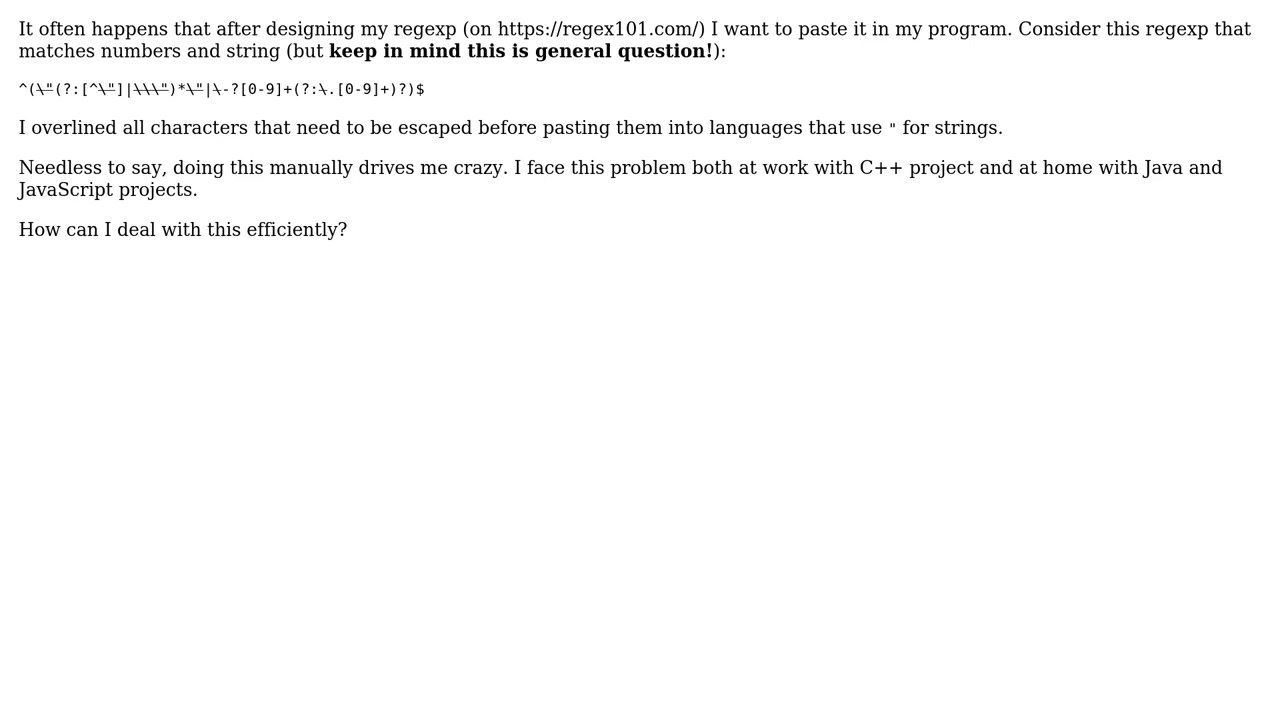 It often happens that after designing my regexp (on https://regex101.com/) I want to paste it in my program. Consider this regexp that
matches numbers and string (but keep in mind this is general question!):
^(\"(?:[^\"]|\\\")*\"|\-?[0-9]+(?:\.[0-9]+)?)$
I overlined all characters that need to be escaped before pasting them into languages that use " for strings.
Needless to say, doing this manually drives me crazy. I face this problem both at work with C++ project and at home with Java and
JavaScript projects.
How can I deal with this efficiently?